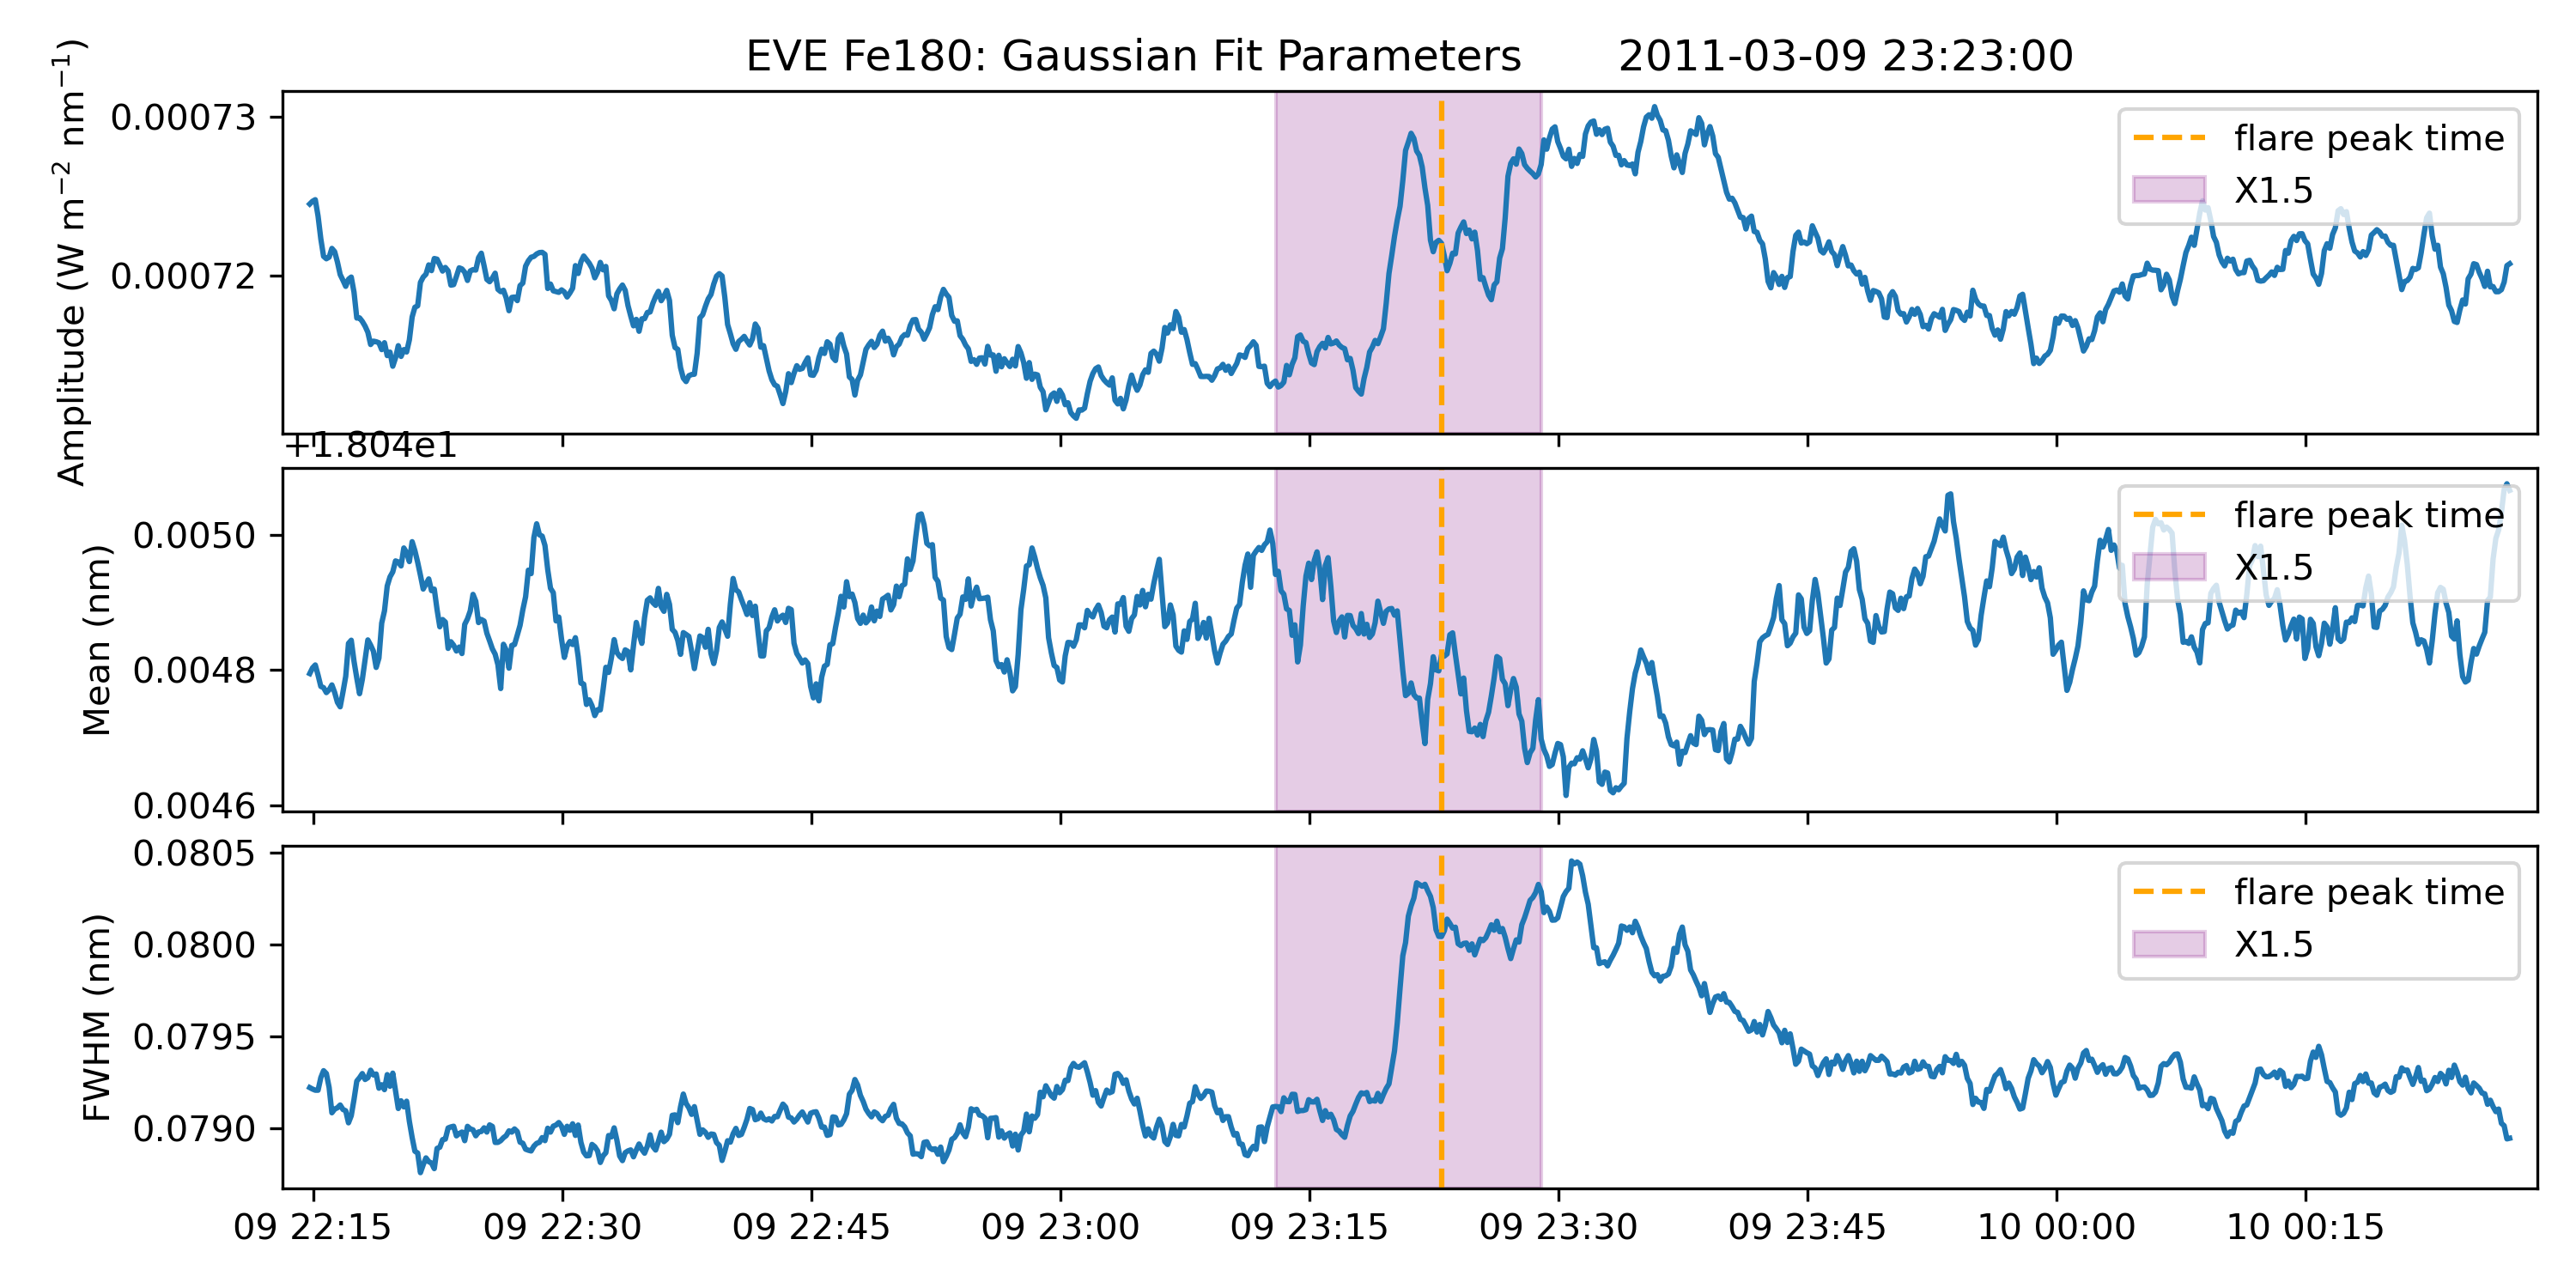 EVE Fe180: Gaussian Fit Parameters 2011-03-09 23:23:00
Amplitude (W m⁻² nm⁻¹)
0.00073
0.00072
flare peak time
X1.5
+1.804e1
Mean (nm)
0.0050
0.0048
0.0046
flare peak time
X1.5
FWHM (nm)
0.0805
0.0800
0.0795
0.0790
flare peak time
X1.5
09 22:15 09 22:30 09 22:45 09 23:00 09 23:15 09 23:30 09 23:45 10 00:00 10 00:15